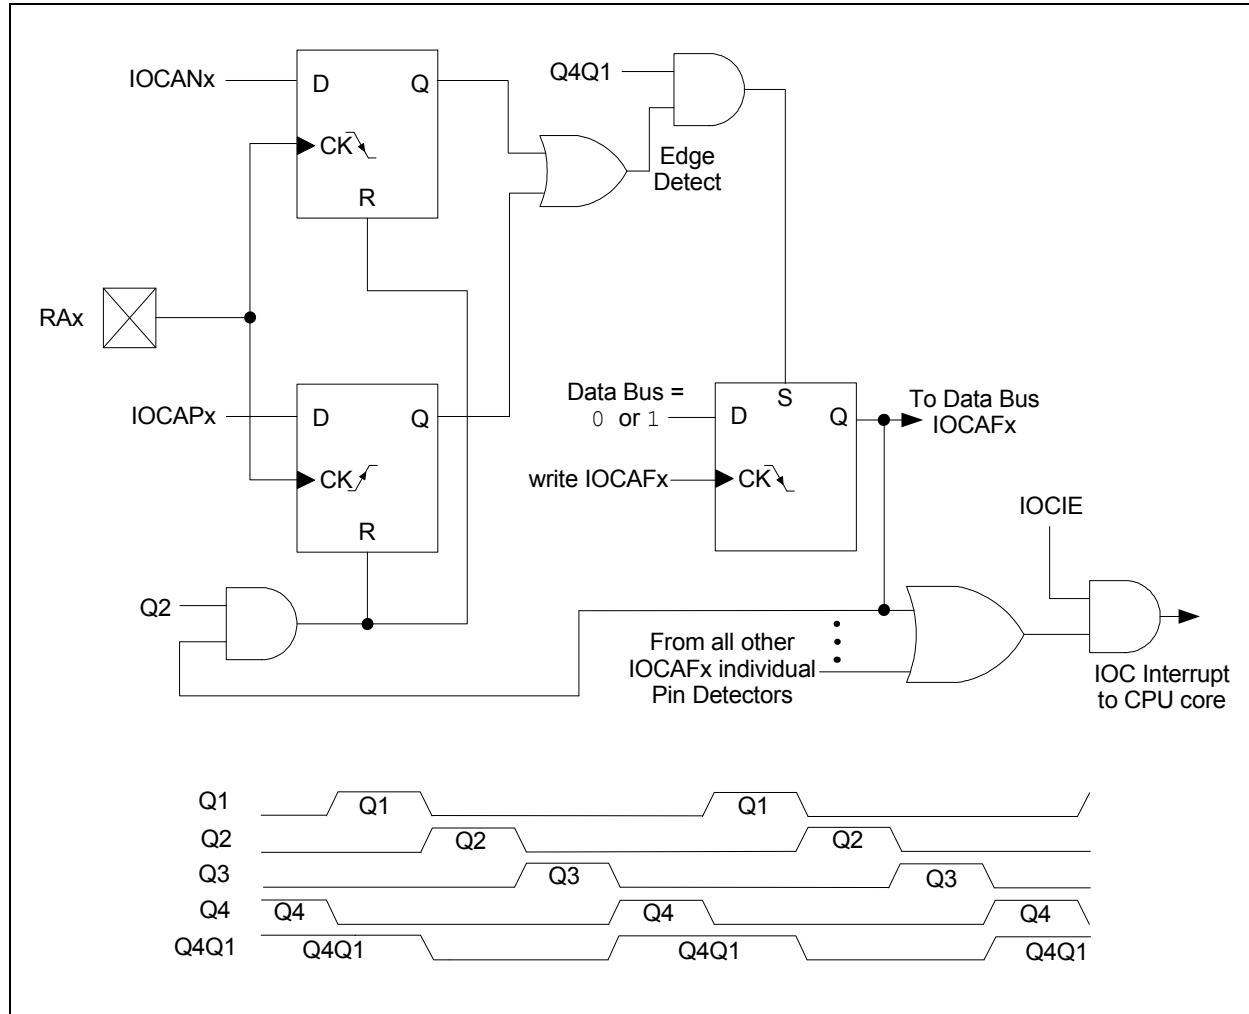 IOCANx
D
Q
CK
R
Q4Q1
Edge
Detect
RAx
IOCAPx
D
Q
CK
R
Data Bus =
0 or 1
D
S
Q
write IOCAFx
CK
To Data Bus
IOCAFx
IOCIE
Q2
From all other
IOCAFx individual
Pin Detectors
IOC Interrupt
to CPU core
Q1 Q1 Q1
Q2 Q2 Q2
Q3 Q3 Q3
Q4 Q4 Q4 Q4
Q4Q1 Q4Q1 Q4Q1 Q4Q1